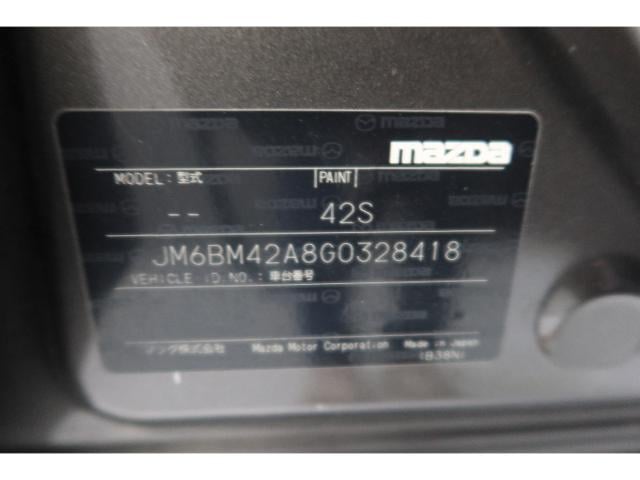 mazda
MODEL: 型式 PAINT
-- 42S
JM6BM42A8G0328418
VEHICLE I.D.NO.: 車台番号
マツダ株式会社 Mazda Motor Corporation Made in Japan
(B38N)